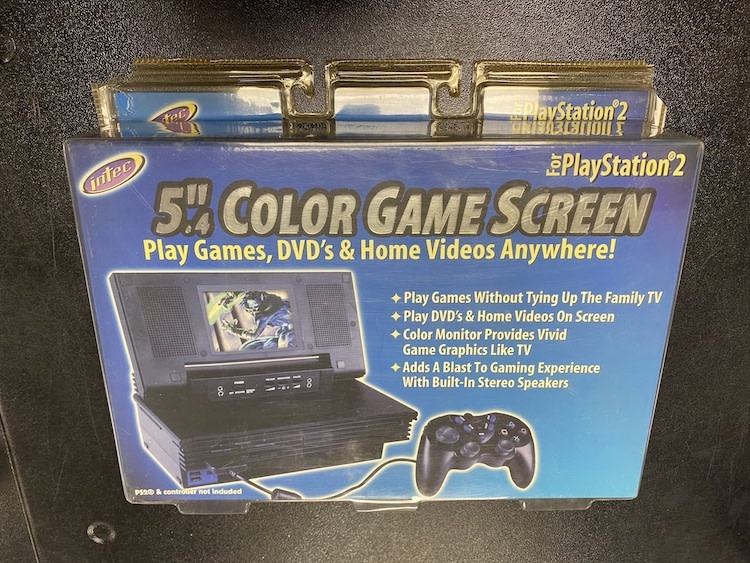 intec
For PlayStation®2
intec
For PlayStation®2
5.4" COLOR GAME SCREEN
Play Games, DVD's & Home Videos Anywhere!
✦ Play Games Without Tying Up The Family TV
✦ Play DVD's & Home Videos On Screen
✦ Color Monitor Provides Vivid
Game Graphics Like TV
✦ Adds A Blast To Gaming Experience
With Built-In Stereo Speakers
PS2® & controller not included